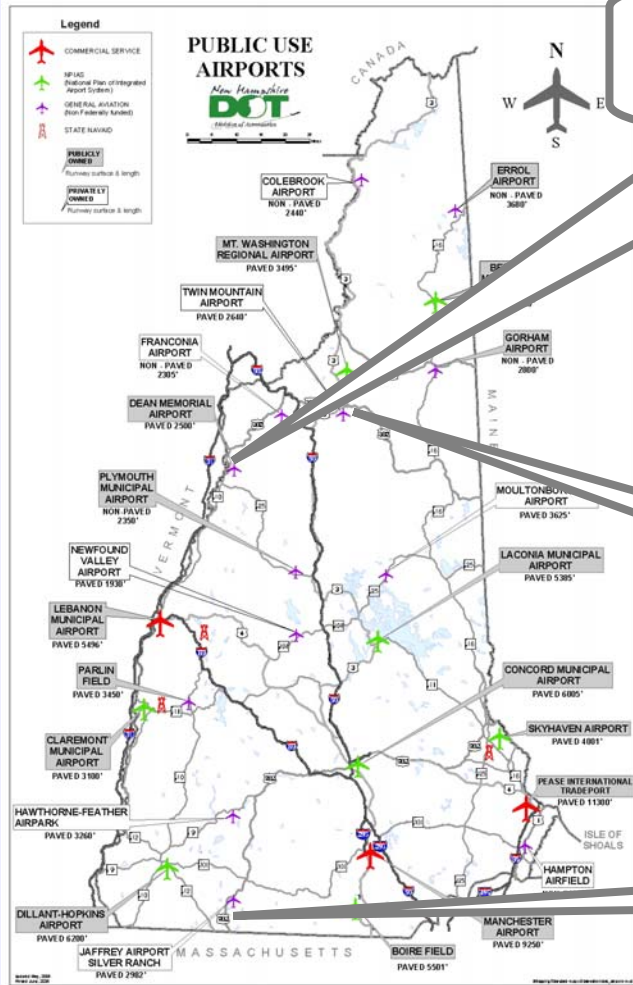 Legend
COMMERCIAL SERVICE
NPIAS
(National Plan of Integrated
Airport System)
GENERAL AVIATION
(Non Federally funded)
STATE NAVAID
PUBLICLY
OWNED
Runway surface & length
PRIVATELY
OWNED
Runway surface & length
PUBLIC USE
AIRPORTS
New Hampshire
DOT
CANADA
N
W
E
S
COLEBROOK
AIRPORT
NON - PAVED
2440'
ERROL
AIRPORT
NON - PAVED
3680'
MT. WASHINGTON
REGIONAL AIRPORT
PAVED 3495'
TWIN MOUNTAIN
AIRPORT
PAVED 2640'
FRANCONIA
AIRPORT
NON - PAVED
2305'
GORHAM
AIRPORT
NON - PAVED
2800'
DEAN MEMORIAL
AIRPORT
PAVED 2500'
MAINE
PLYMOUTH
MUNICIPAL
AIRPORT
NON-PAVED
2350'
VERMONT
AIRPORT
PAVED 3625'
NEWFOUND
VALLEY
AIRPORT
PAVED 1930'
LACONIA MUNICIPAL
AIRPORT
PAVED 5385'
LEBANON
MUNICIPAL
AIRPORT
PAVED 5496'
PARLIN
FIELD
PAVED 3450'
CONCORD MUNICIPAL
AIRPORT
PAVED 6005'
SKYHAVEN AIRPORT
PAVED 4001'
CLAREMONT
MUNICIPAL
AIRPORT
PAVED 3100'
PEASE INTERNATIONAL
TRADEPORT
PAVED 11300'
HAWTHORNE-FEATHER
AIRPARK
PAVED 3260'
ISLE OF
SHOALS
HAMPTON
AIRFIELD
DILLANT-HOPKINS
AIRPORT
PAVED 6200'
MANCHESTER
AIRPORT
PAVED 9250'
JAFFREY AIRPORT
SILVER RANCH
PAVED 2982'
MASSACHUSETTS
BOIRE FIELD
PAVED 5501'